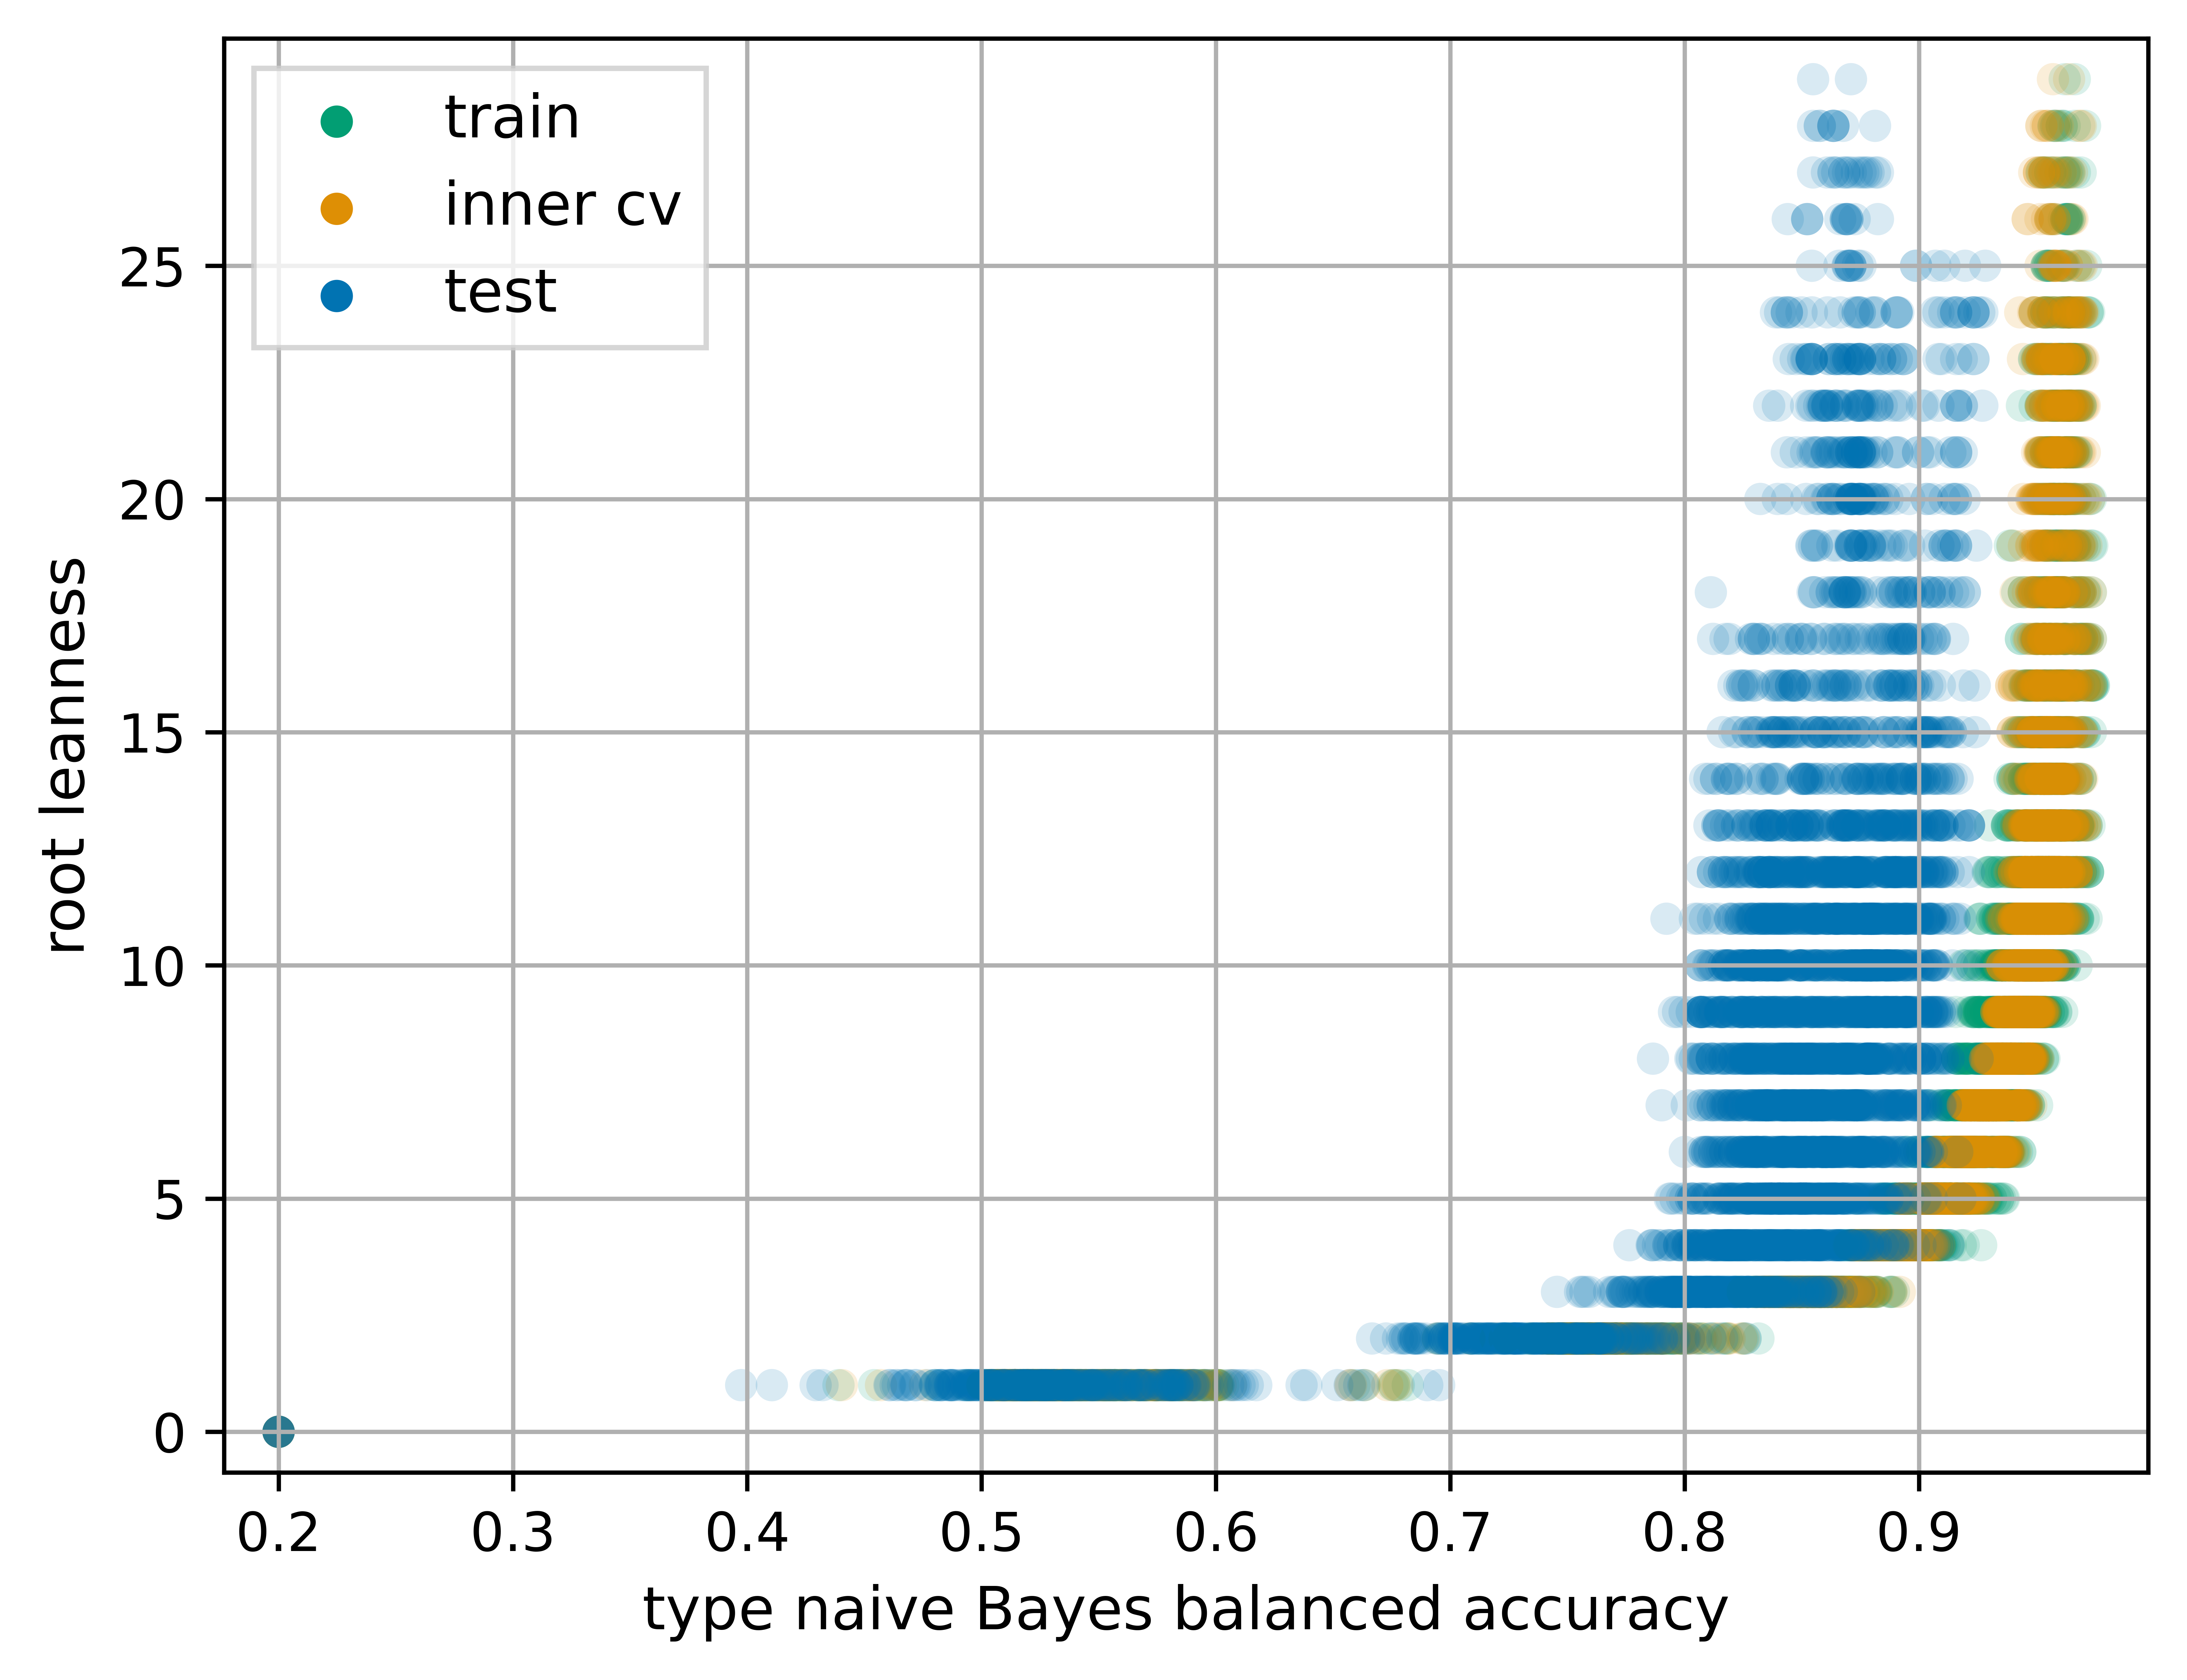 train
inner cv
test
25
20
15
10
5
0
root leanness
0.2 0.3 0.4 0.5 0.6 0.7 0.8 0.9
type naive Bayes balanced accuracy